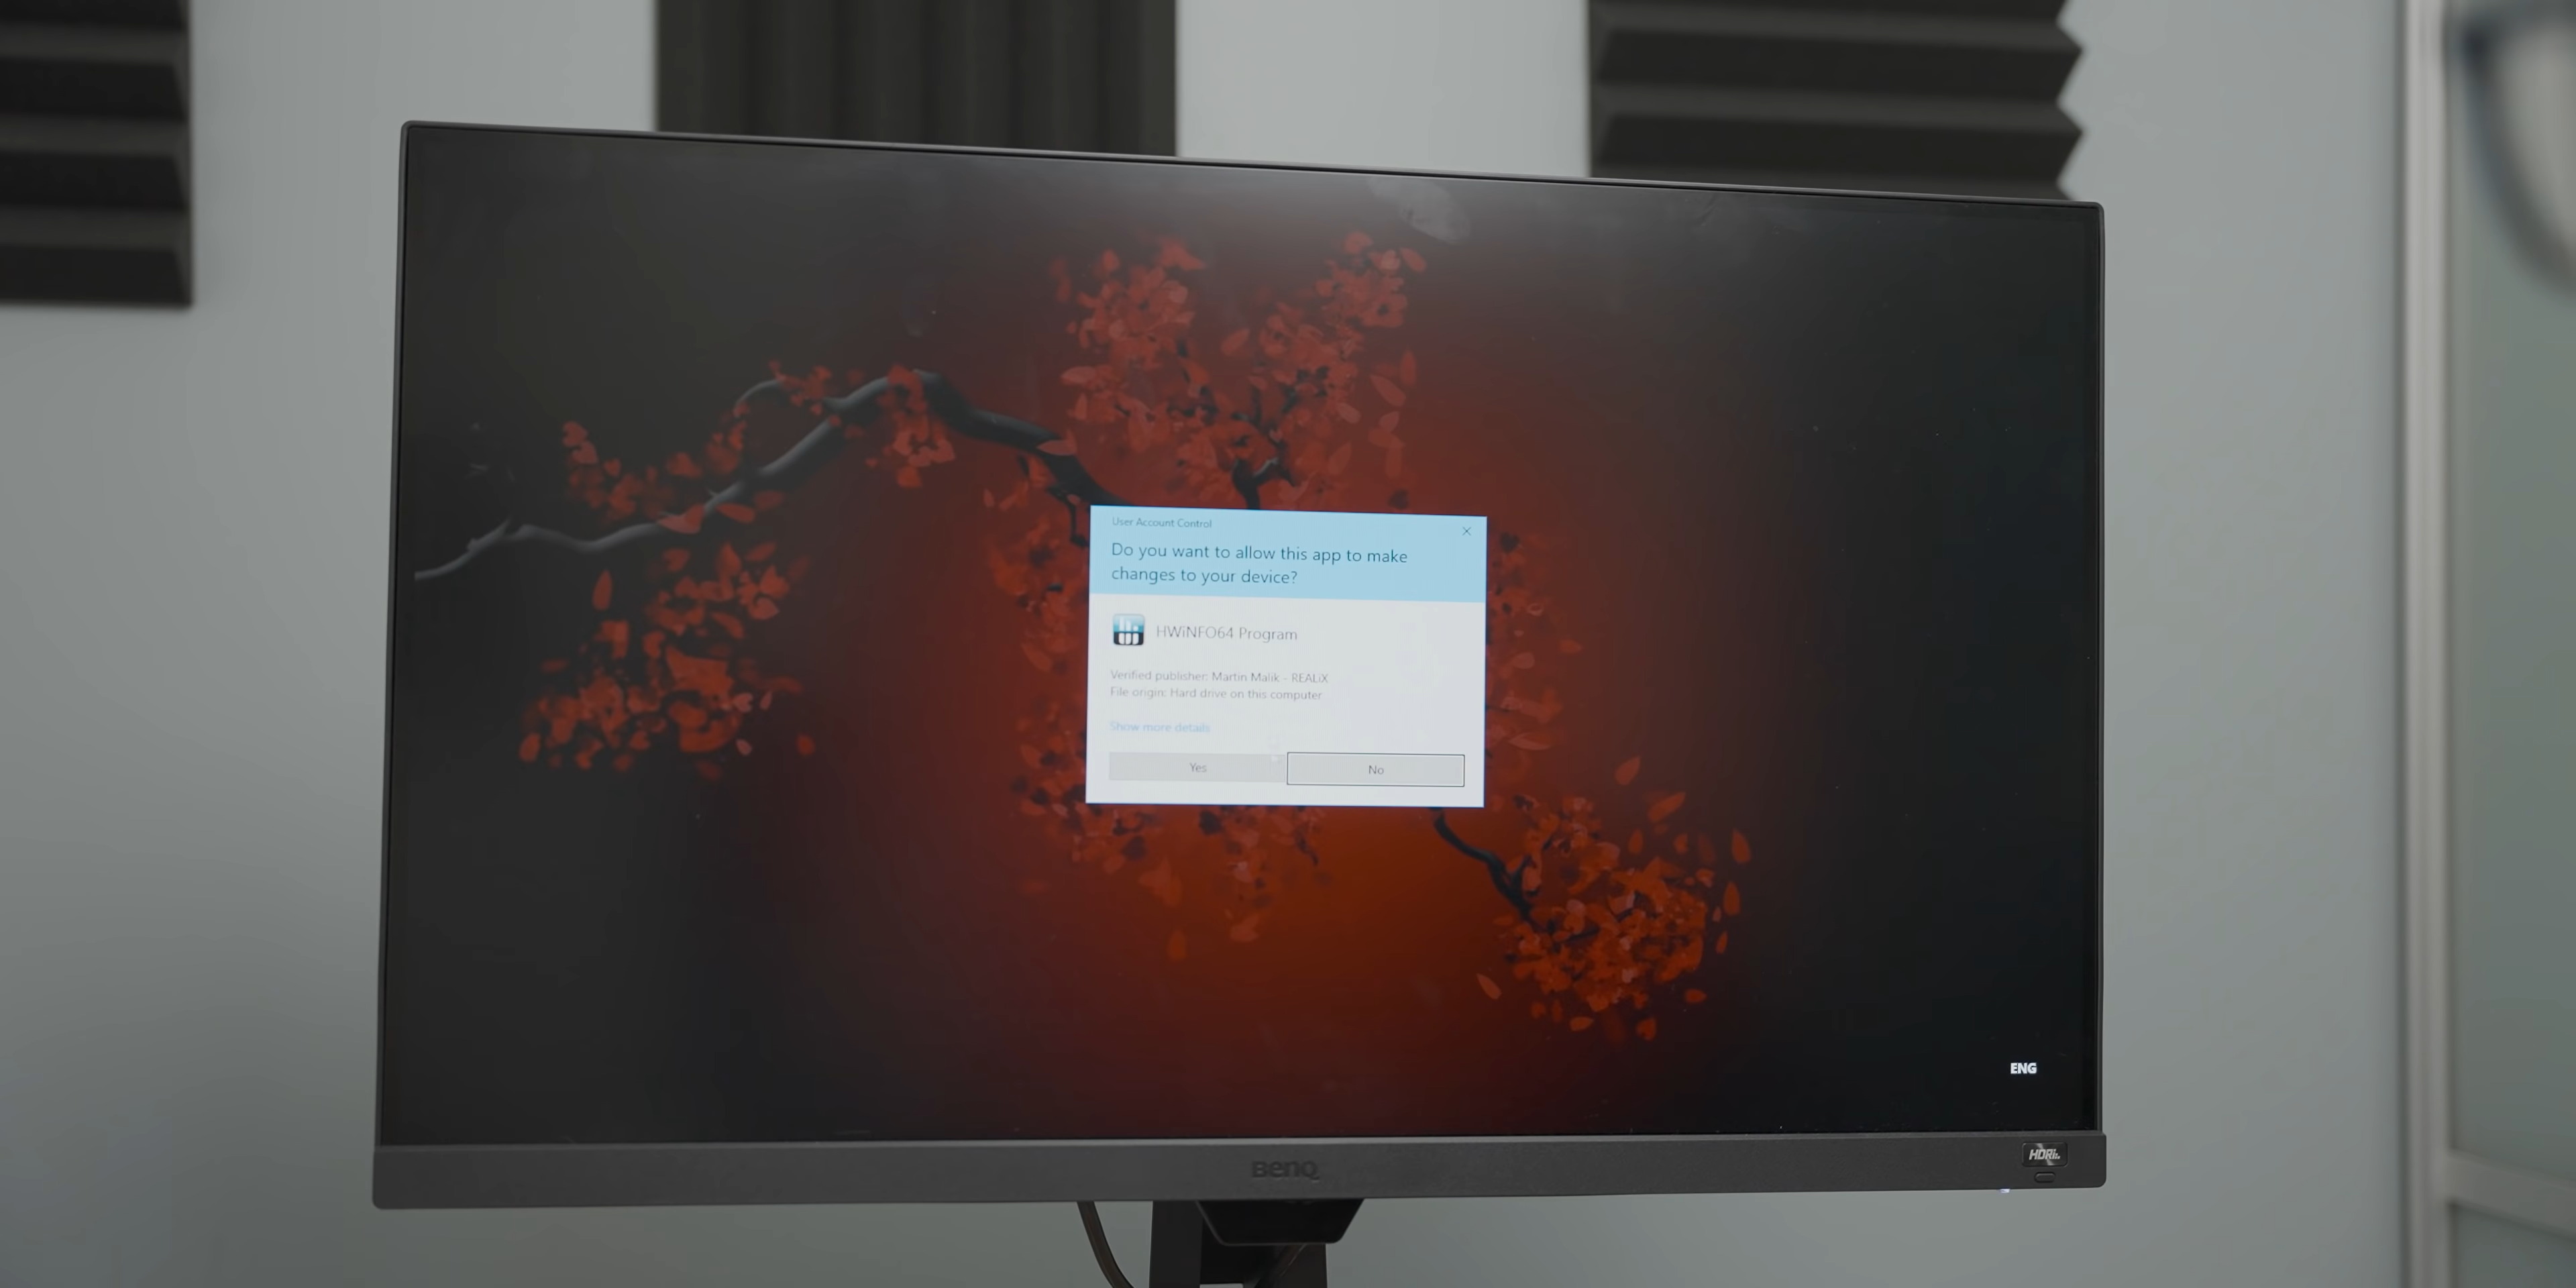 User Account Control
Do you want to allow this app to make
changes to your device?
HWiNFO64 Program
Verified publisher: Martin Malik - REALiX
File origin: Hard drive on this computer
Show more details
Yes
No
ENG
BenQ
HDRi